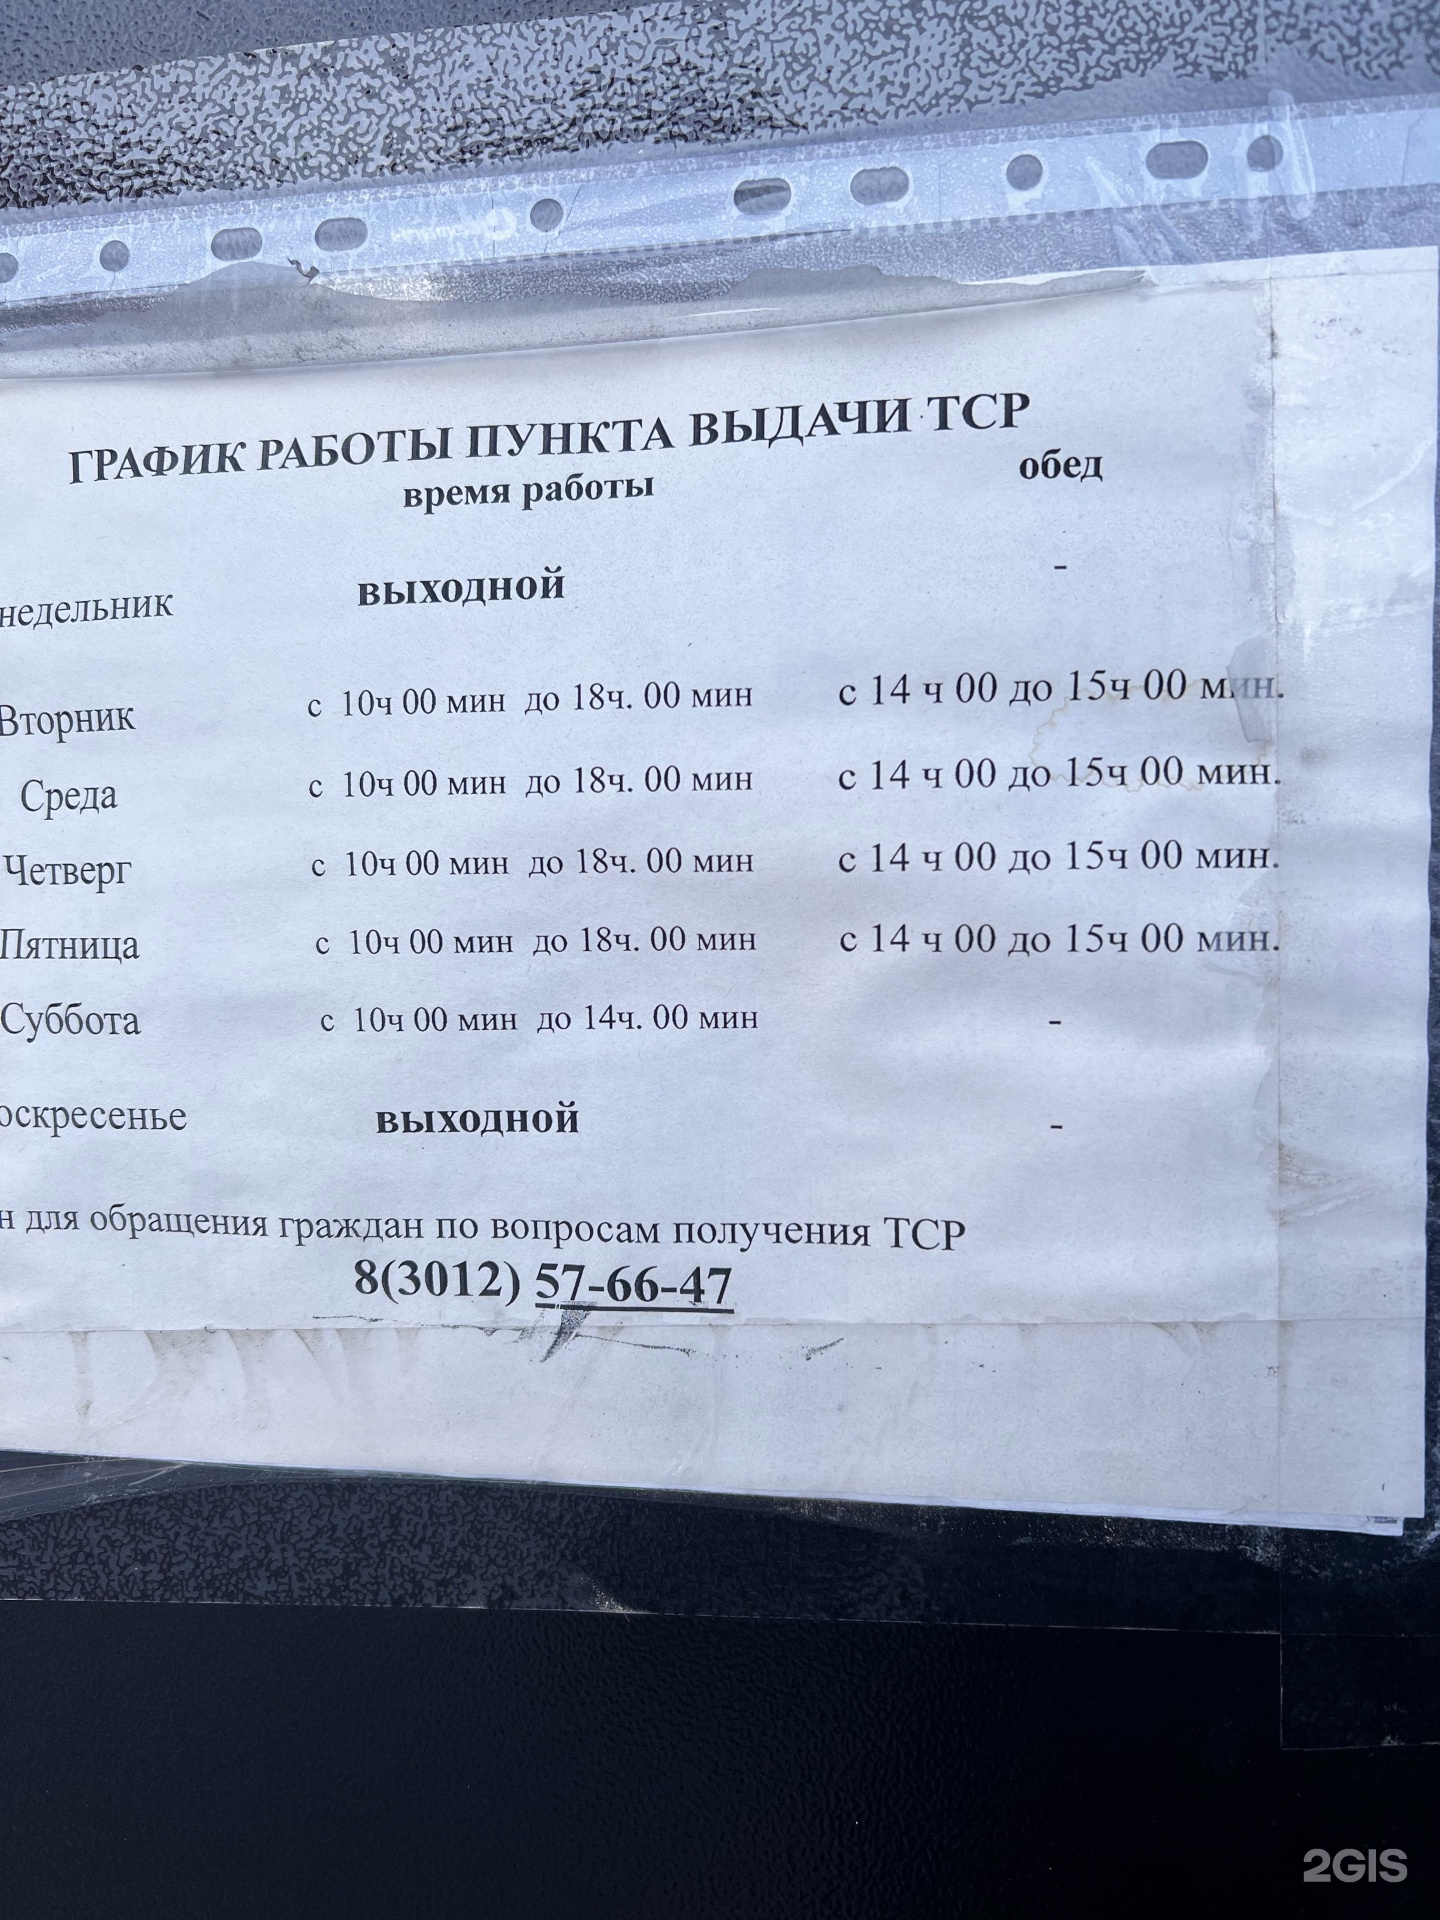 ГРАФИК РАБОТЫ ПУНКТА ВЫДАЧИ ТСР
время работы обед
недельник выходной -
Вторник с 10ч 00 мин до 18ч. 00 мин с 14 ч 00 до 15ч 00 мин.
Среда с 10ч 00 мин до 18ч. 00 мин с 14 ч 00 до 15ч 00 мин.
Четверг с 10ч 00 мин до 18ч. 00 мин с 14 ч 00 до 15ч 00 мин.
Пятница с 10ч 00 мин до 18ч. 00 мин с 14 ч 00 до 15ч 00 мин.
Суббота с 10ч 00 мин до 14ч. 00 мин -
оскресенье выходной -
н для обращения граждан по вопросам получения ТСР
8(3012) 57-66-47
2GIS